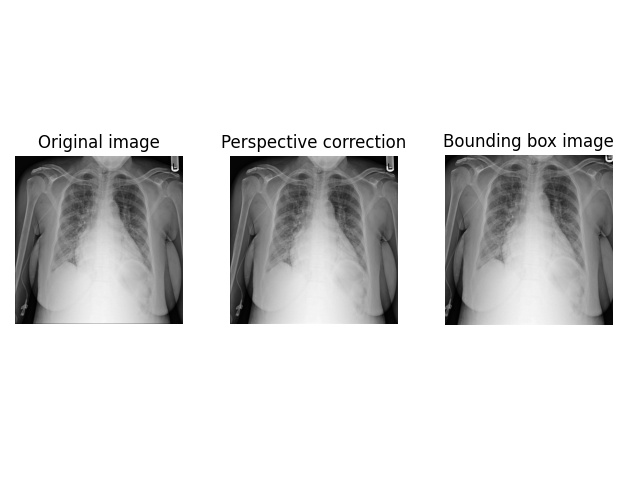 Original image
Perspective correction
Bounding box image
L
L